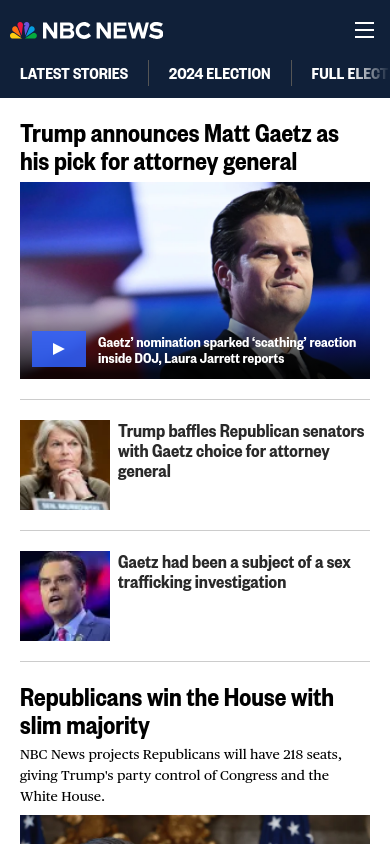 NBC NEWS
LATEST STORIES
2024 ELECTION
FULL ELECT
Trump announces Matt Gaetz as
his pick for attorney general
Gaetz’ nomination sparked ‘scathing’ reaction
inside DOJ, Laura Jarrett reports
Trump baffles Republican senators
with Gaetz choice for attorney
general
SEN. MURKOWSKI
Gaetz had been a subject of a sex
trafficking investigation
Republicans win the House with
slim majority
NBC News projects Republicans will have 218 seats,
giving Trump's party control of Congress and the
White House.